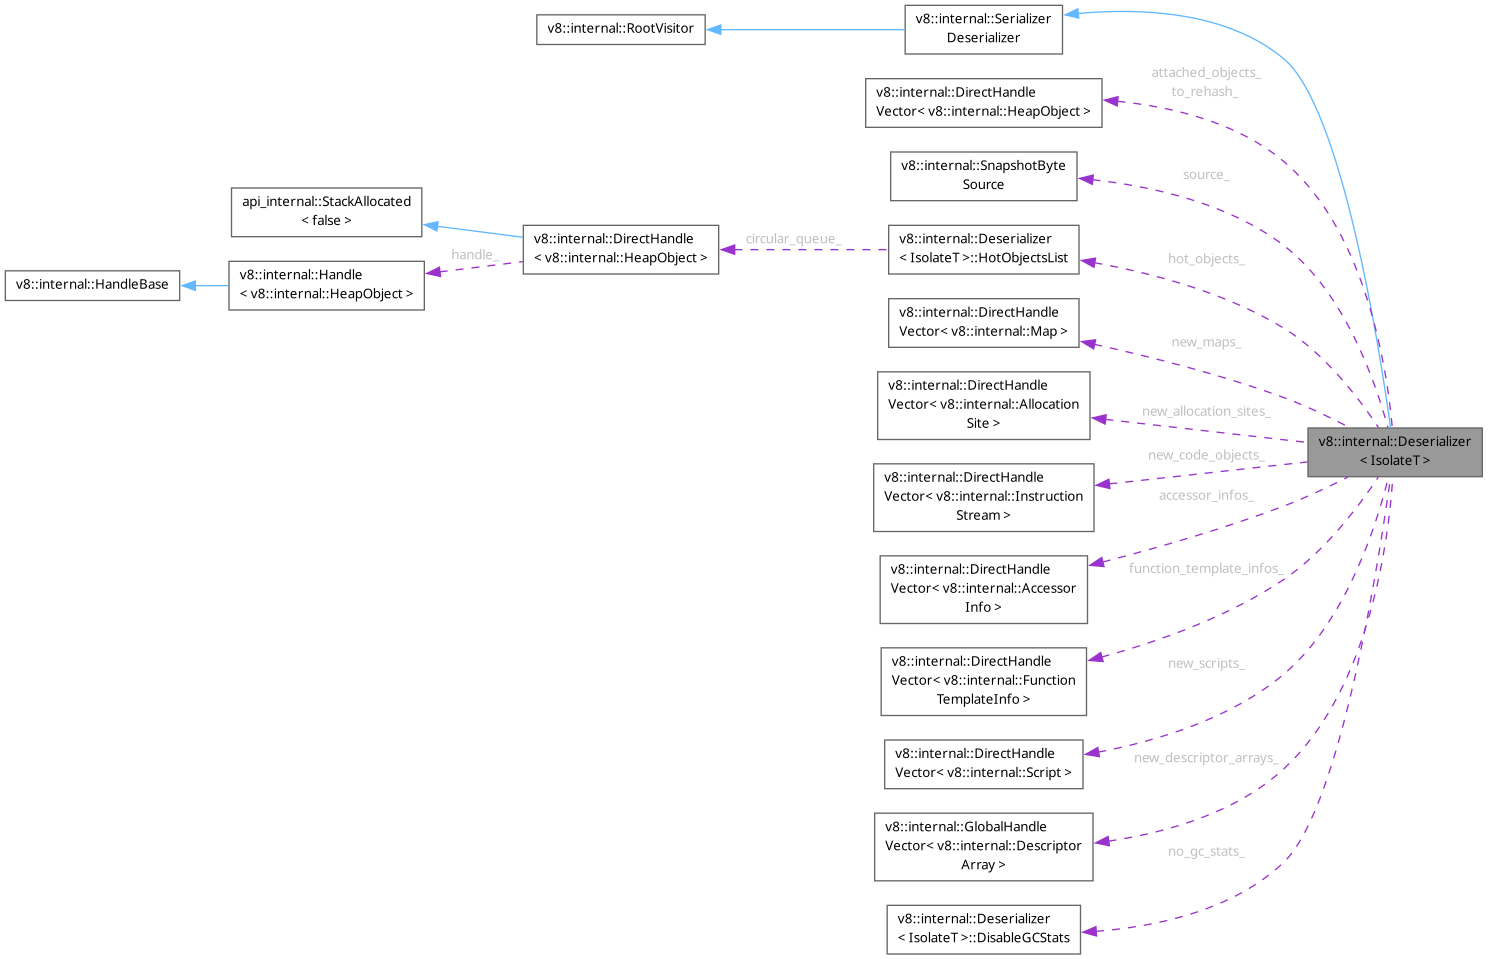 v8::internal::RootVisitor
v8::internal::Serializer
Deserializer
attached_objects_
to_rehash_
v8::internal::DirectHandle
Vector< v8::internal::HeapObject >
source_
v8::internal::SnapshotByte
Source
api_internal::StackAllocated
< false >
v8::internal::DirectHandle
< v8::internal::HeapObject >
circular_queue_
v8::internal::Deserializer
< IsolateT >::HotObjectsList
handle_
hot_objects_
v8::internal::HandleBase
v8::internal::Handle
< v8::internal::HeapObject >
v8::internal::DirectHandle
Vector< v8::internal::Map >
new_maps_
v8::internal::DirectHandle
Vector< v8::internal::Allocation
Site >
new_allocation_sites_
v8::internal::Deserializer
< IsolateT >
new_code_objects_
v8::internal::DirectHandle
Vector< v8::internal::Instruction
Stream >
accessor_infos_
v8::internal::DirectHandle
Vector< v8::internal::Accessor
Info >
function_template_infos_
v8::internal::DirectHandle
Vector< v8::internal::Function
TemplateInfo >
new_scripts_
v8::internal::DirectHandle
Vector< v8::internal::Script >
new_descriptor_arrays_
v8::internal::GlobalHandle
Vector< v8::internal::Descriptor
Array >
no_gc_stats_
v8::internal::Deserializer
< IsolateT >::DisableGCStats